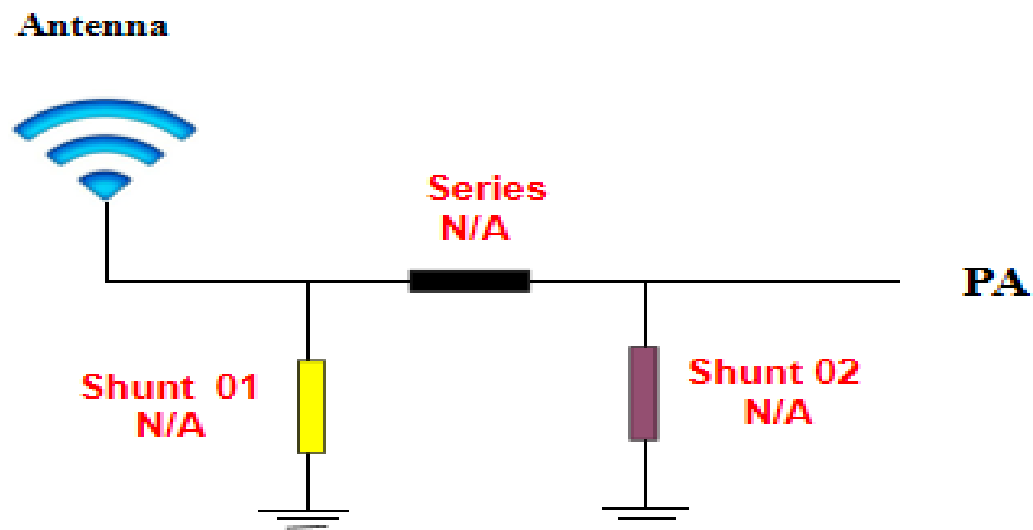 Antenna
Series
N/A
PA
Shunt 01
N/A
Shunt 02
N/A